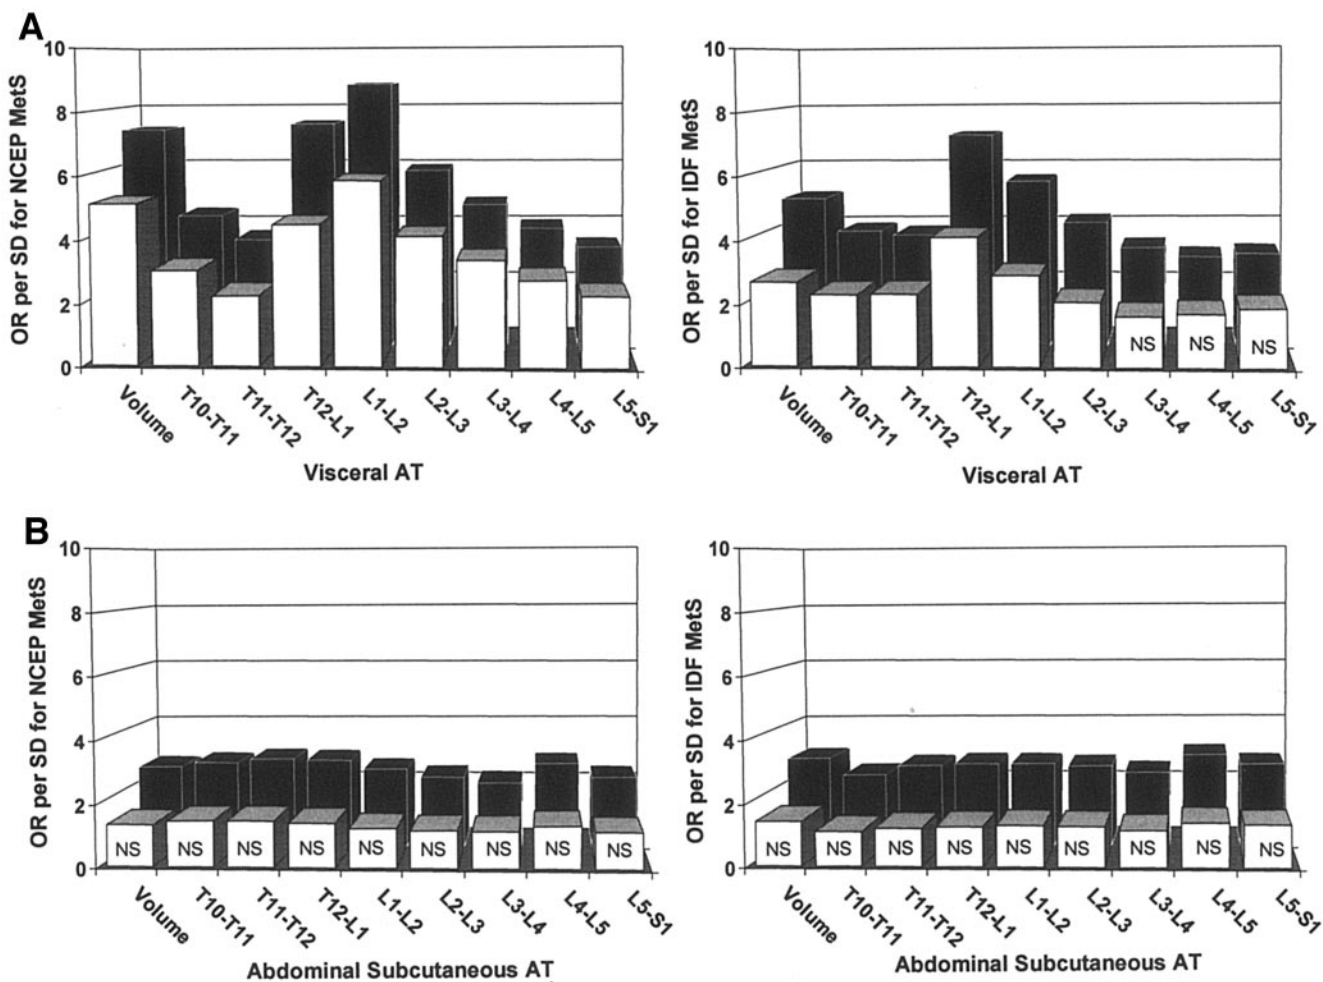 A
OR per SD for NCEP MetS
10
8
6
4
2
0
Volume
T10-T11
T11-T12
T12-L1
L1-L2
L2-L3
L3-L4
L4-L5
L5-S1
Visceral AT
OR per SD for IDF MetS
10
8
6
4
2
0
NS
NS
NS
Volume
T10-T11
T11-T12
T12-L1
L1-L2
L2-L3
L3-L4
L4-L5
L5-S1
Visceral AT
B
OR per SD for NCEP MetS
10
8
6
4
2
0
NS
NS
NS
NS
NS
NS
NS
NS
NS
Volume
T10-T11
T11-T12
T12-L1
L1-L2
L2-L3
L3-L4
L4-L5
L5-S1
Abdominal Subcutaneous AT
OR per SD for IDF MetS
10
8
6
4
2
0
NS
NS
NS
NS
NS
NS
NS
NS
NS
Volume
T10-T11
T11-T12
T12-L1
L1-L2
L2-L3
L3-L4
L4-L5
L5-S1
Abdominal Subcutaneous AT